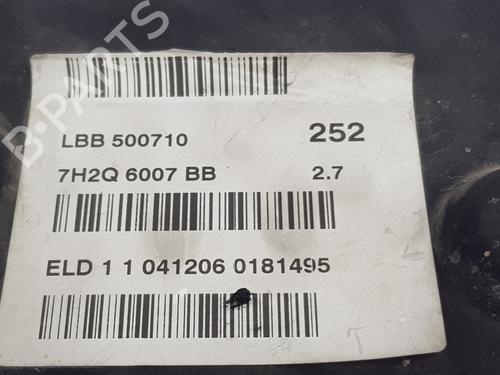 B-PARTS
LBB 500710 252
7H2Q 6007 BB 2.7
ELD 1 1 041206 0181495